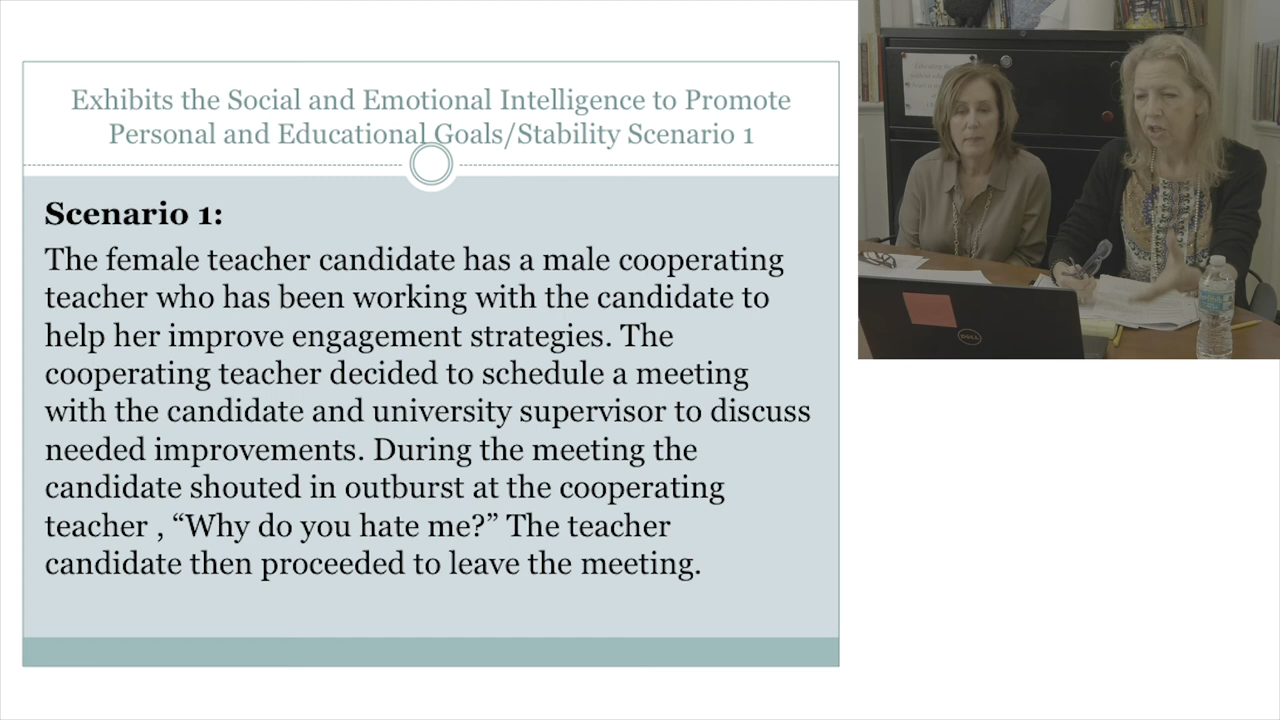 Exhibits the Social and Emotional Intelligence to Promote
Personal and Educational Goals/Stability Scenario 1
Scenario 1:
The female teacher candidate has a male cooperating
teacher who has been working with the candidate to
help her improve engagement strategies. The
cooperating teacher decided to schedule a meeting
with the candidate and university supervisor to discuss
needed improvements. During the meeting the
candidate shouted in outburst at the cooperating
teacher , “Why do you hate me?” The teacher
candidate then proceeded to leave the meeting.
DELL